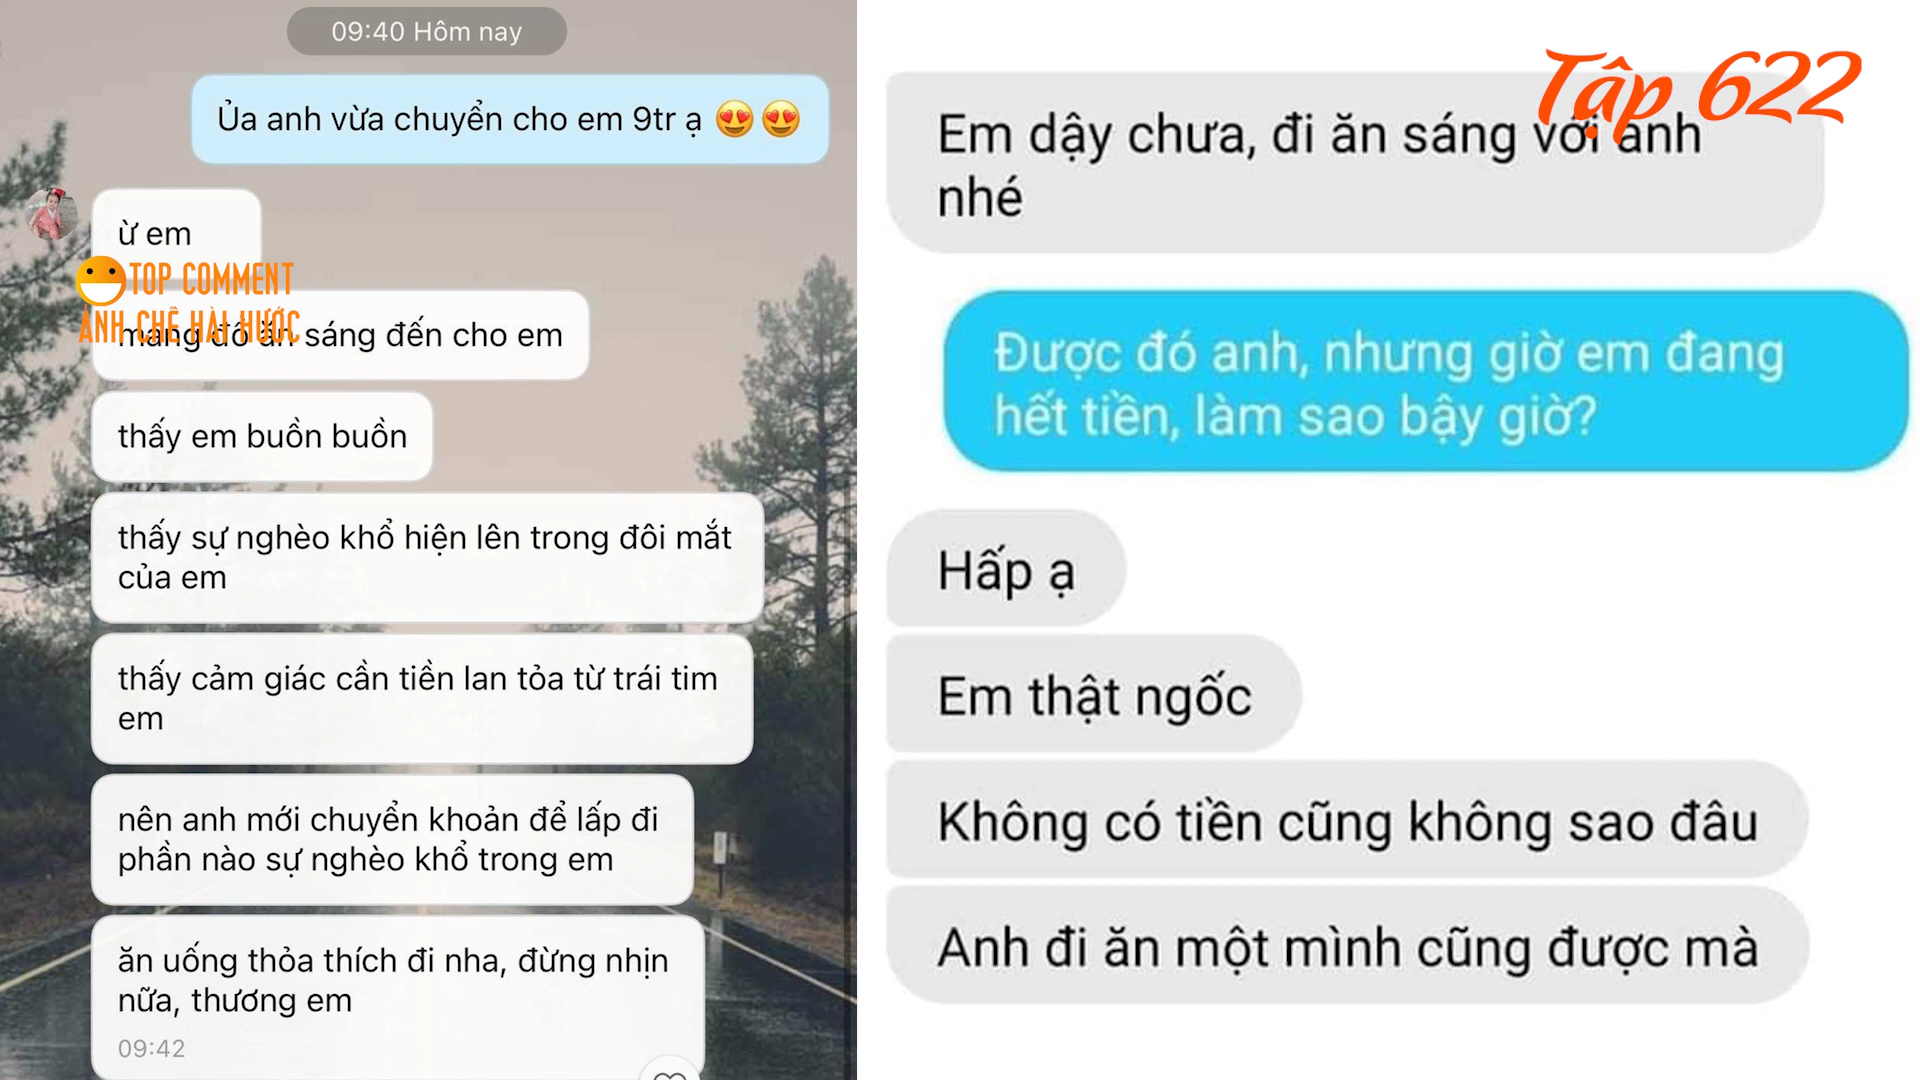 09:40 Hôm nay
Ủa anh vừa chuyển cho em 9tr ạ 😍😍
ừ em
TOP COMMENT
ẢNH CHẾ HÀI HƯỚC
mang đồ ăn sáng đến cho em
thấy em buồn buồn
thấy sự nghèo khổ hiện lên trong đôi mắt
của em
thấy cảm giác cần tiền lan tỏa từ trái tim
em
nên anh mới chuyển khoản để lấp đi
phần nào sự nghèo khổ trong em
ăn uống thỏa thích đi nha, đừng nhịn
nữa, thương em
09:42
Tập 622
Em dậy chưa, đi ăn sáng với anh
nhé
Được đó anh, nhưng giờ em đang
hết tiền, làm sao bậy giờ?
Hấp ạ
Em thật ngốc
Không có tiền cũng không sao đâu
Anh đi ăn một mình cũng được mà